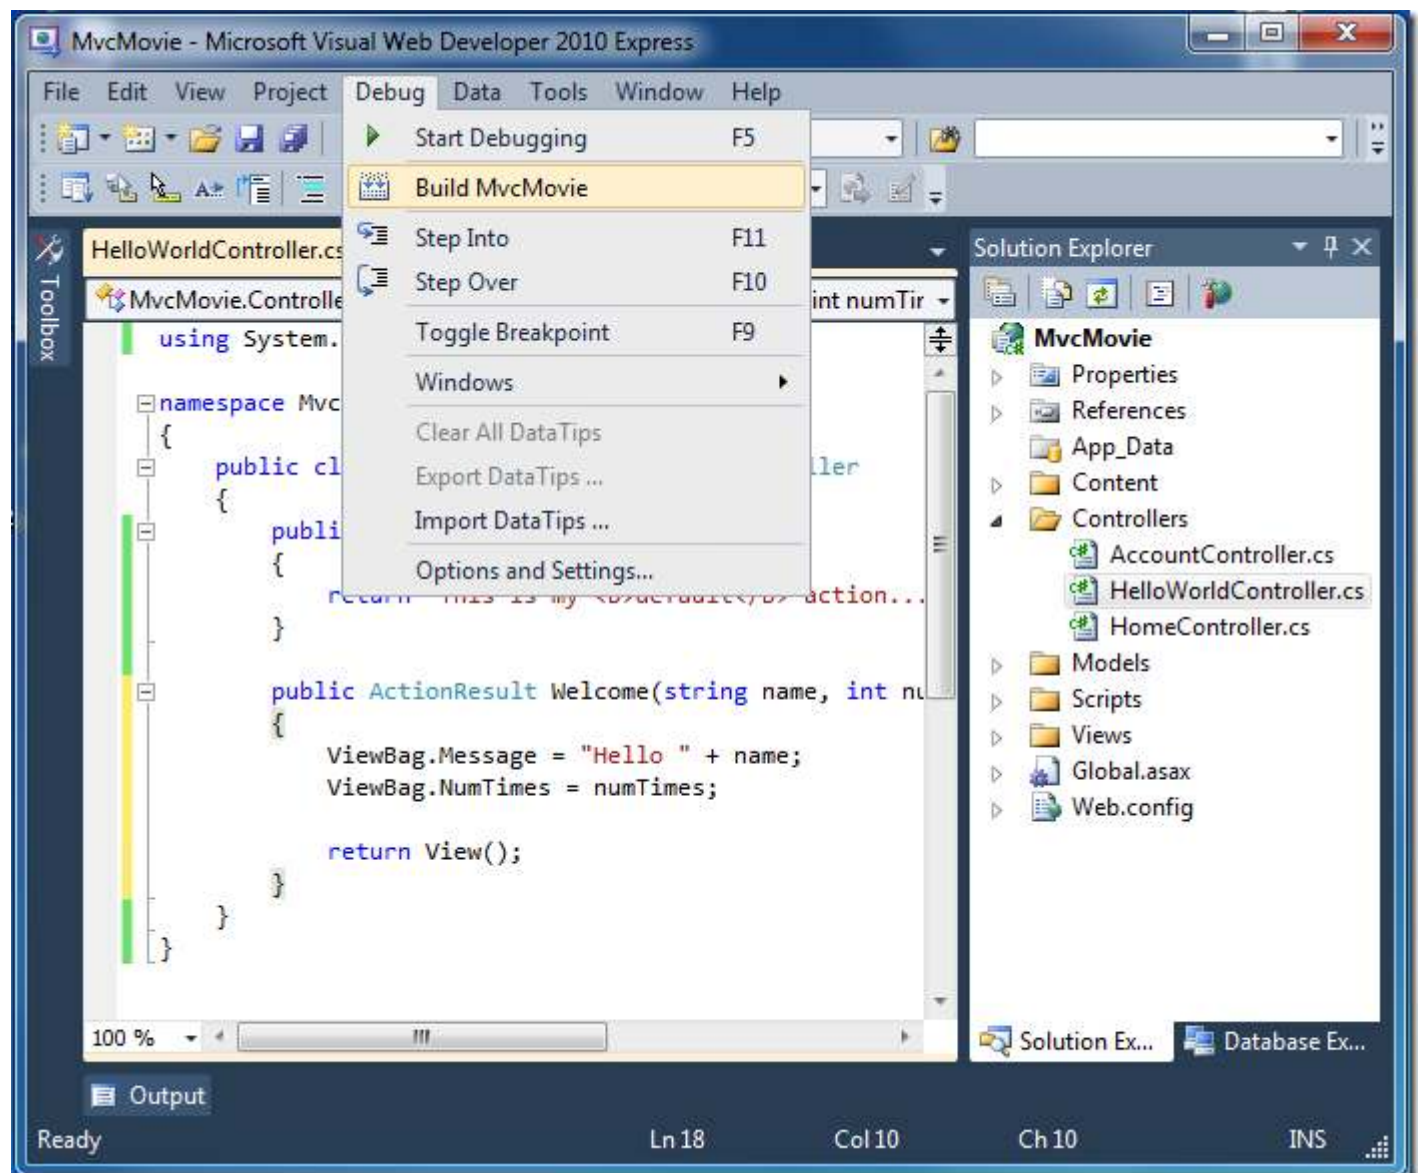 MvcMovie - Microsoft Visual Web Developer 2010 Express
File Edit View Project Debug Data Tools Window Help
Start Debugging F5
Build MvcMovie
Step Into F11
Step Over F10
Toggle Breakpoint F9
Windows
Clear All DataTips
Export DataTips ...
Import DataTips ...
Options and Settings...
Toolbox
HelloWorldController.cs
MvcMovie.Controlle
int numTir
using System.
namespace Mvc
{
public cl ller
{
publi
{
return "This is my <b>default</b> action...
}
public ActionResult Welcome(string name, int nu
{
ViewBag.Message = "Hello " + name;
ViewBag.NumTimes = numTimes;
return View();
}
}
}
100 %
Solution Explorer
MvcMovie
Properties
References
App_Data
Content
Controllers
AccountController.cs
HelloWorldController.cs
HomeController.cs
Models
Scripts
Views
Global.asax
Web.config
Solution Ex... Database Ex...
Output
Ready Ln 18 Col 10 Ch 10 INS